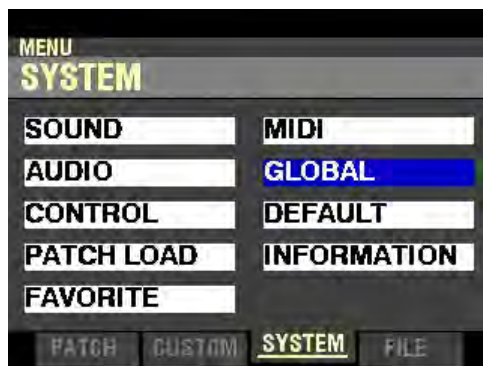 MENU
SYSTEM
SOUND
MIDI
AUDIO
GLOBAL
CONTROL
DEFAULT
PATCH LOAD
INFORMATION
FAVORITE
PATCH CUSTOM SYSTEM FILE